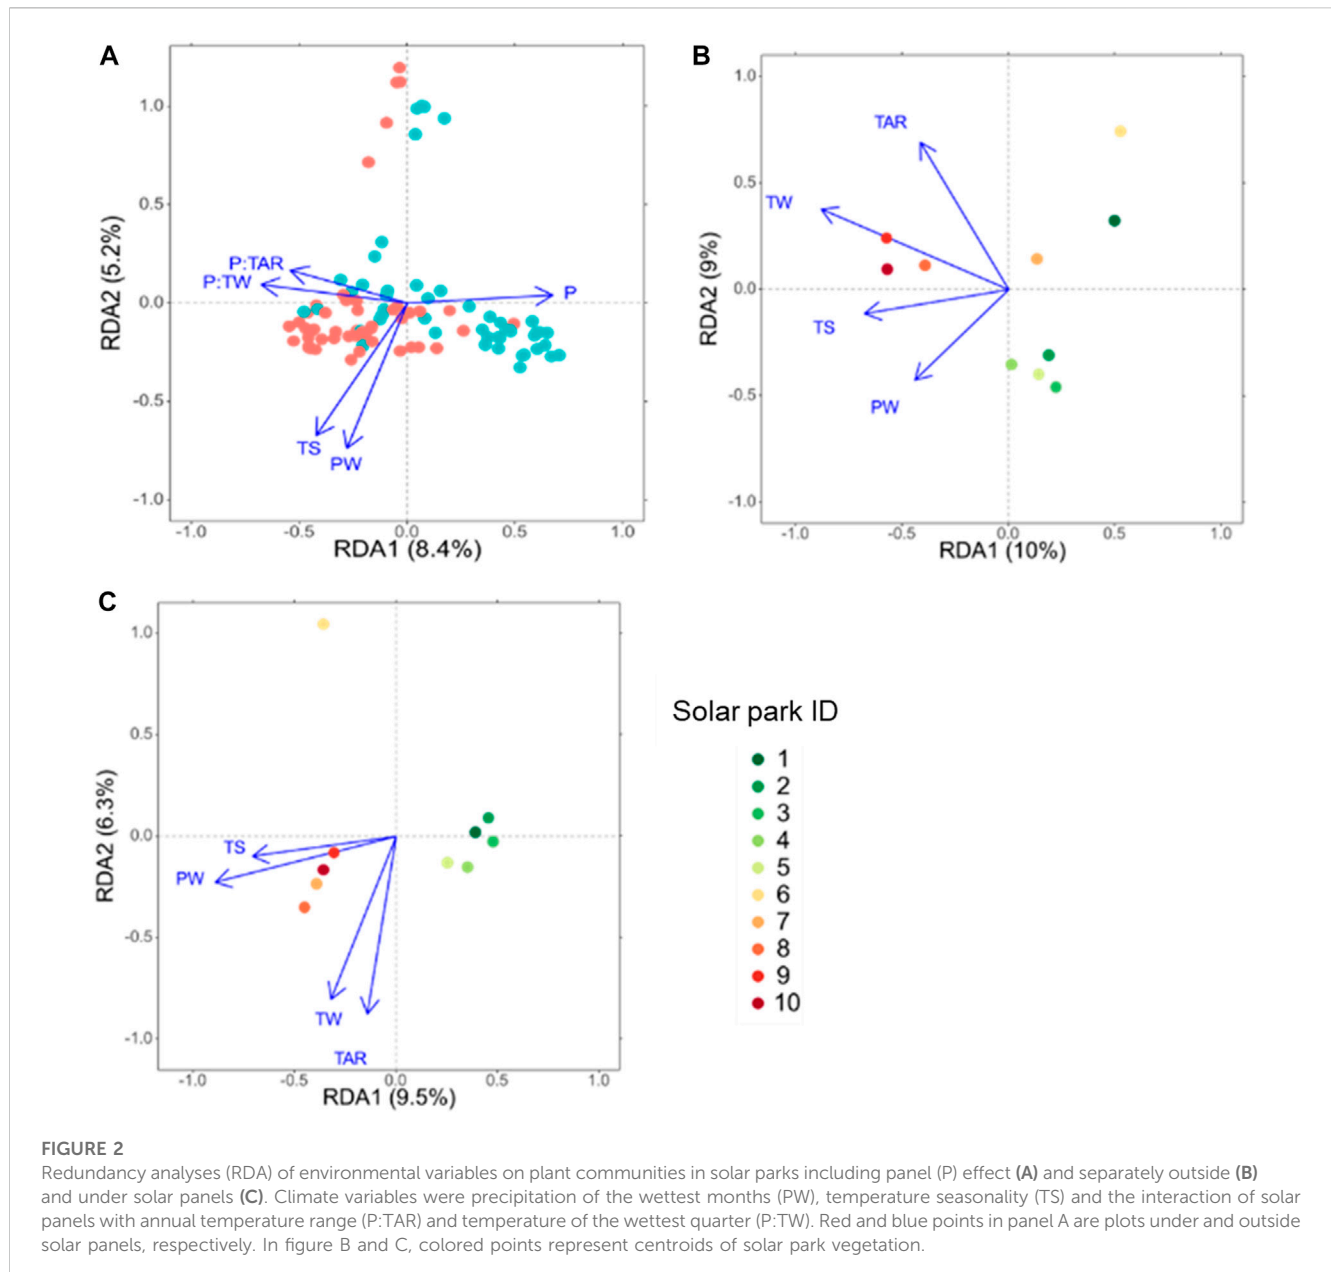 A
1.0
0.5
0.0
-0.5
-1.0
RDA2 (5.2%)
P:TAR
P:TW
P
TS
PW
-1.0 -0.5 0.0 0.5 1.0
RDA1 (8.4%)
B
1.0
0.5
0.0
-0.5
-1.0
RDA2 (9%)
TAR
TW
TS
PW
-1.0 -0.5 0.0 0.5 1.0
RDA1 (10%)
C
1.0
0.5
0.0
-0.5
-1.0
RDA2 (6.3%)
TS
PW
TW
TAR
-1.0 -0.5 0.0 0.5 1.0
RDA1 (9.5%)
Solar park ID
1
2
3
4
5
6
7
8
9
10
FIGURE 2
Redundancy analyses (RDA) of environmental variables on plant communities in solar parks including panel (P) effect (A) and separately outside (B)
and under solar panels (C). Climate variables were precipitation of the wettest months (PW), temperature seasonality (TS) and the interaction of solar
panels with annual temperature range (P:TAR) and temperature of the wettest quarter (P:TW). Red and blue points in panel A are plots under and outside
solar panels, respectively. In figure B and C, colored points represent centroids of solar park vegetation.